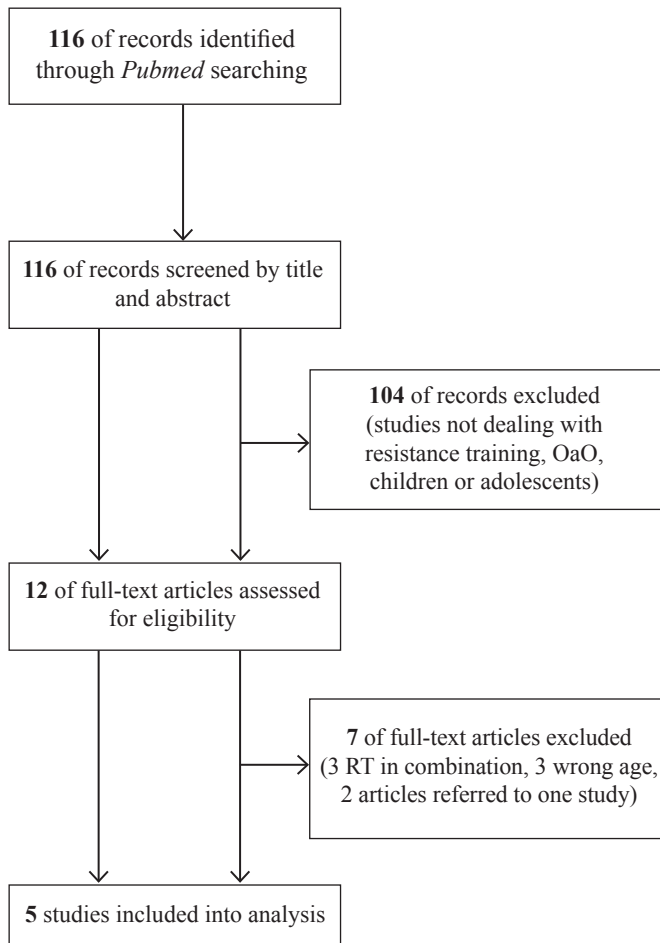 116 of records identified
through Pubmed searching
116 of records screened by title
and abstract
104 of records excluded
(studies not dealing with
resistance training, OaO,
children or adolescents)
12 of full-text articles assessed
for eligibility
7 of full-text articles excluded
(3 RT in combination, 3 wrong age,
2 articles referred to one study)
5 studies included into analysis